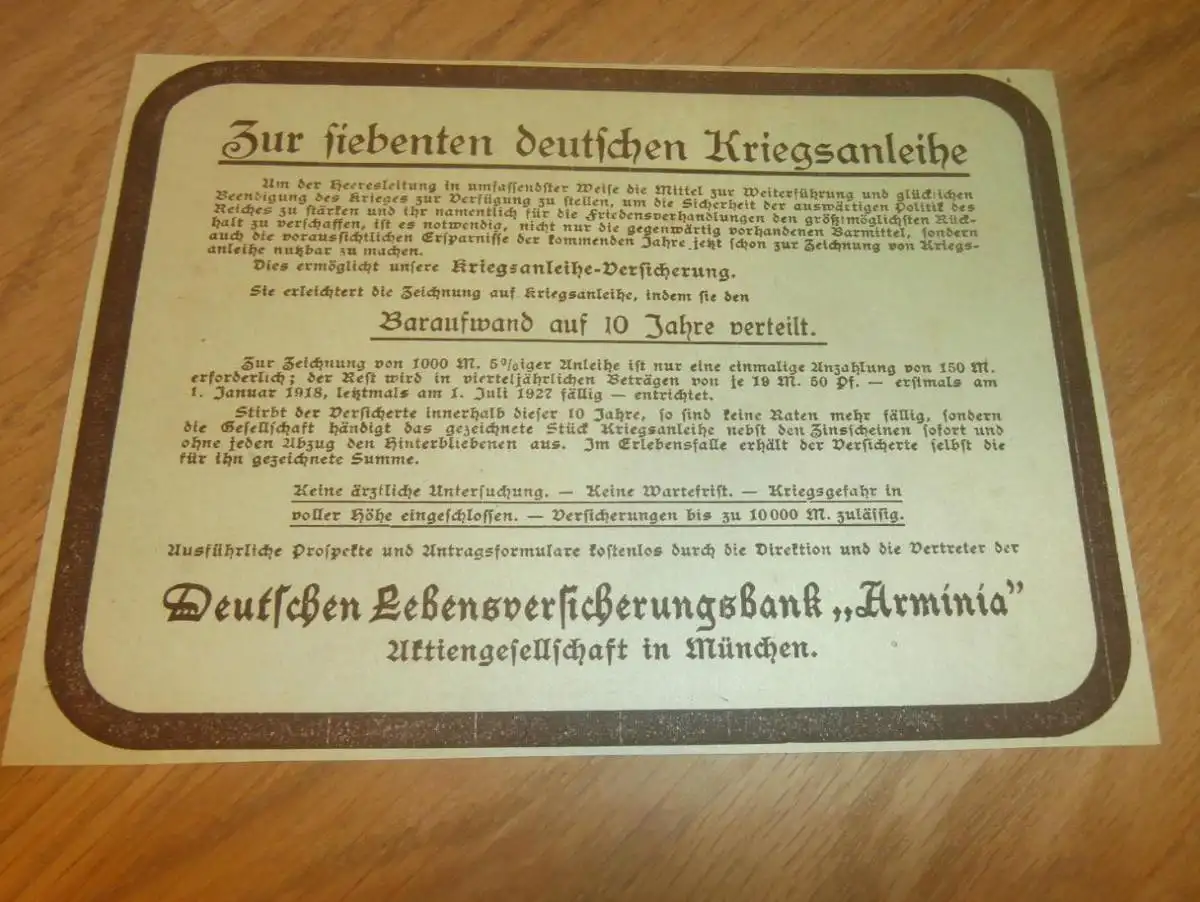 Zur siebenten deutschen Kriegsanleihe
Um der Heeresleitung in umfassendster Weise die Mittel zur Weiterführung und glücklichen
Beendigung des Krieges zur Verfügung zu stellen, um die Sicherheit der auswärtigen Politik des
Reiches zu stärken und ihr namentlich für die Friedensverhandlungen den größtmöglichsten Rück-
halt zu verschaffen, ist es notwendig, nicht nur die gegenwärtig vorhandenen Barmittel, sondern
auch die voraussichtlichen Ersparnisse der kommenden Jahre jetzt schon zur Zeichnung von Kriegs-
anleihe nutzbar zu machen.
Dies ermöglicht unsere Kriegsanleihe-Versicherung.
Sie erleichtert die Zeichnung auf Kriegsanleihe, indem sie den
Baraufwand auf 10 Jahre verteilt.
Zur Zeichnung von 1000 M. 5%iger Anleihe ist nur eine einmalige Anzahlung von 150 M.
erforderlich; der Rest wird in vierteljährlichen Beträgen von je 19 M. 50 Pf. — erstmals am
1. Januar 1918, letztmals am 1. Juli 1927 fällig — entrichtet.
Stirbt der Versicherte innerhalb dieser 10 Jahre, so sind keine Raten mehr fällig, sondern
die Gesellschaft händigt das gezeichnete Stück Kriegsanleihe nebst den Zinsscheinen sofort und
ohne jeden Abzug den Hinterbliebenen aus. Im Erlebensfalle erhält der Versicherte selbst die
für ihn gezeichnete Summe.
Keine ärztliche Untersuchung. — Keine Wartefrist. — Kriegsgefahr in
voller Höhe eingeschlossen. — Versicherungen bis zu 10000 M. zulässig.
Ausführliche Prospekte und Antragsformulare kostenlos durch die Direktion und die Vertreter der
Deutschen Lebensversicherungsbank „Arminia"
Aktiengesellschaft in München.